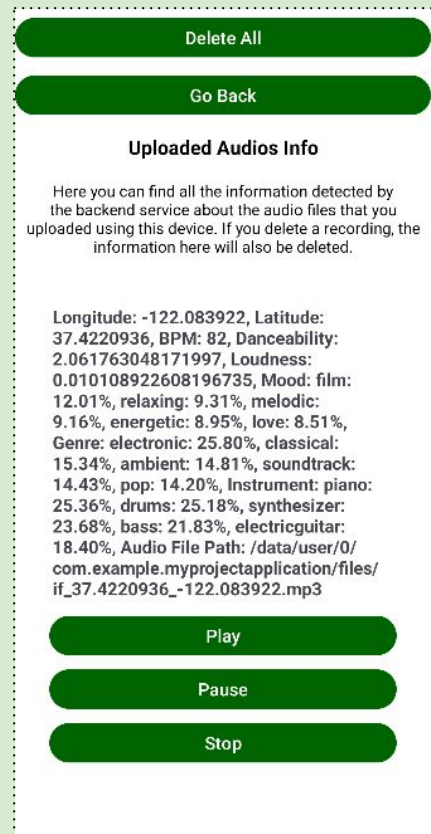 Delete All
Go Back
Uploaded Audios Info
Here you can find all the information detected by
the backend service about the audio files that you
uploaded using this device. If you delete a recording, the
information here will also be deleted.
Longitude: -122.083922, Latitude:
37.4220936, BPM: 82, Danceability:
2.061763048171997, Loudness:
0.010108922608196735, Mood: film:
12.01%, relaxing: 9.31%, melodic:
9.16%, energetic: 8.95%, love: 8.51%,
Genre: electronic: 25.80%, classical:
15.34%, ambient: 14.81%, soundtrack:
14.43%, pop: 14.20%, Instrument: piano:
25.36%, drums: 25.18%, synthesizer:
23.68%, bass: 21.83%, electricguitar:
18.40%, Audio File Path: /data/user/0/
com.example.myprojectapplication/files/
if_37.4220936_-122.083922.mp3
Play
Pause
Stop